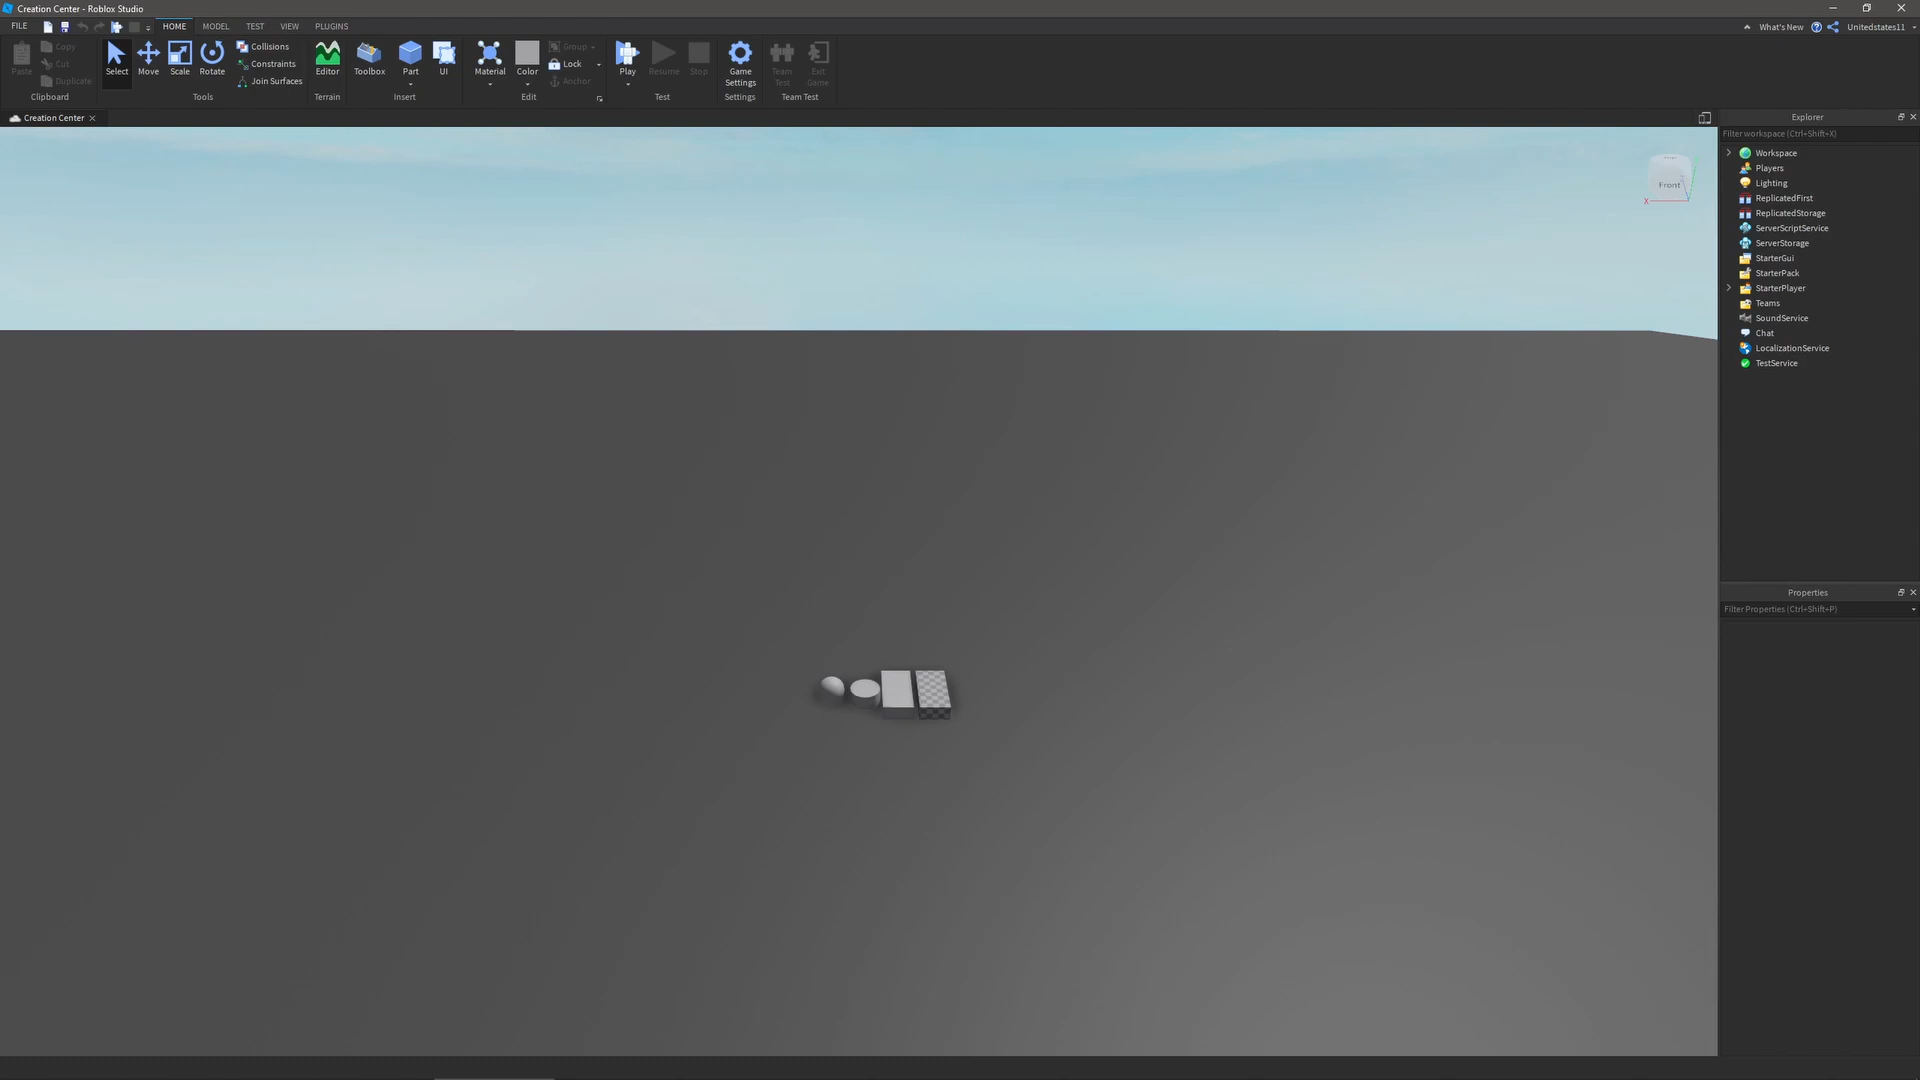 Creation Center - Roblox Studio
FILE HOME MODEL TEST VIEW PLUGINS What's New Unitedstates11
Paste Copy Cut Duplicate Clipboard
Select Move Scale Rotate Collisions Constraints Join Surfaces Tools
Editor Terrain
Toolbox Part UI Insert
Material Color Group Lock Anchor Edit
Play Resume Stop Test
Game Settings Settings
Team Test Exit Game Team Test
Creation Center
Front
X
Explorer
Filter workspace (Ctrl+Shift+X)
Workspace
Players
Lighting
ReplicatedFirst
ReplicatedStorage
ServerScriptService
ServerStorage
StarterGui
StarterPack
StarterPlayer
Teams
SoundService
Chat
LocalizationService
TestService
Properties
Filter Properties (Ctrl+Shift+P)